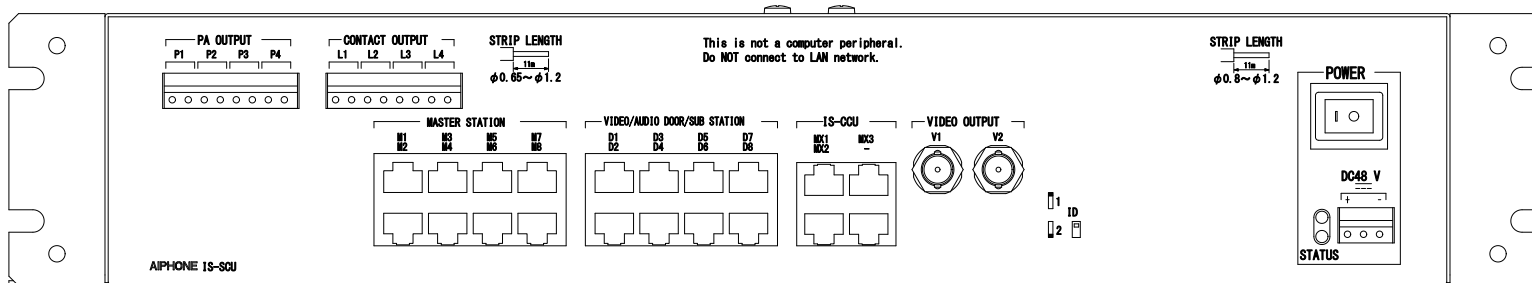 PA OUTPUT
P1 P2 P3 P4
CONTACT OUTPUT
L1 L2 L3 L4
STRIP LENGTH
11mm
φ0.65~φ1.2
This is not a computer peripheral.
Do NOT connect to LAN network.
STRIP LENGTH
11mm
φ0.8~φ1.2
POWER
MASTER STATION
M1 M3 M5 M7
M2 M4 M6 M8
VIDEO/AUDIO DOOR/SUB STATION
D1 D3 D5 D7
D2 D4 D6 D8
IS-CCU
MX1 MX3
MX2 -
VIDEO OUTPUT
V1 V2
DC48 V
+ -
1
ID
2
STATUS
AIPHONE IS-SCU